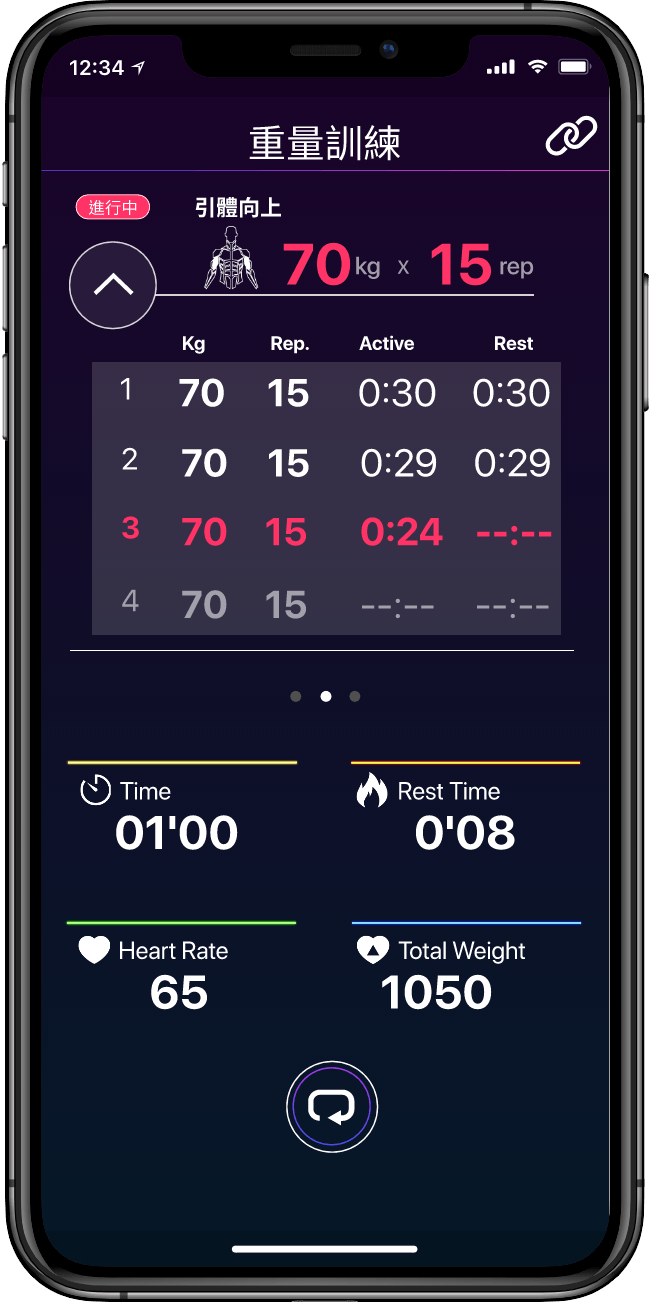 12:34
重量訓練
進行中 引體向上
70 kg x 15 rep
Kg Rep. Active Rest
1 70 15 0:30 0:30
2 70 15 0:29 0:29
3 70 15 0:24 --:--
4 70 15 --:-- --:--
Time Rest Time
01'00 0'08
Heart Rate Total Weight
65 1050